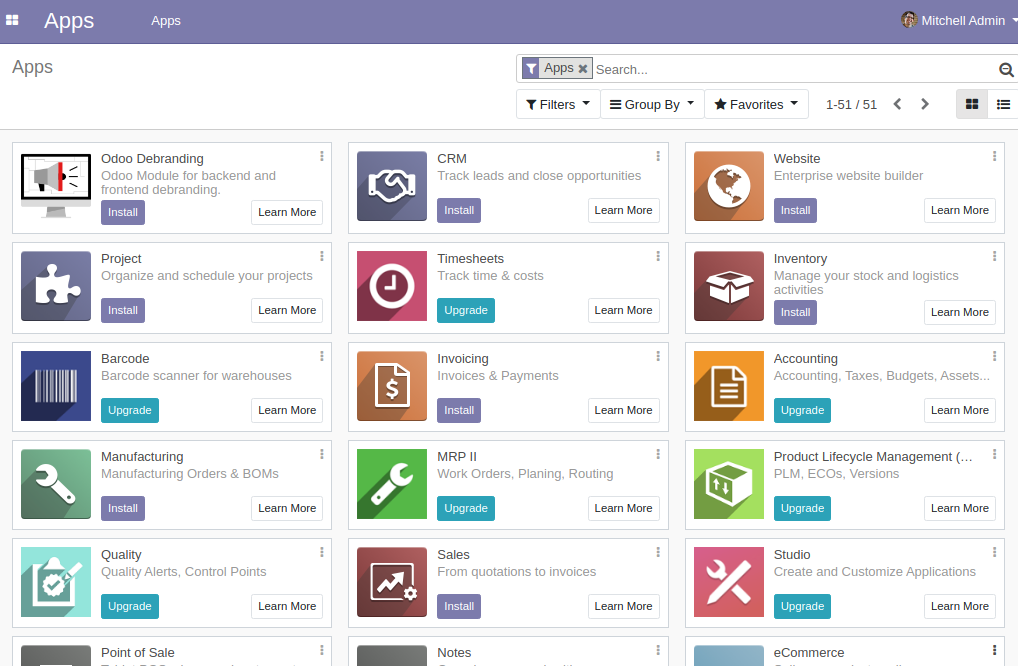 Apps Apps Mitchell Admin
Apps
Apps Search...
Filters Group By Favorites 1-51 / 51
Odoo Debranding
Odoo Module for backend and
frontend debranding.
Install Learn More
CRM
Track leads and close opportunities
Install Learn More
Website
Enterprise website builder
Install Learn More
Project
Organize and schedule your projects
Install Learn More
Timesheets
Track time & costs
Upgrade Learn More
Inventory
Manage your stock and logistics
activities
Install Learn More
Barcode
Barcode scanner for warehouses
Upgrade Learn More
Invoicing
Invoices & Payments
Install Learn More
Accounting
Accounting, Taxes, Budgets, Assets...
Upgrade Learn More
Manufacturing
Manufacturing Orders & BOMs
Install Learn More
MRP II
Work Orders, Planing, Routing
Upgrade Learn More
Product Lifecycle Management (...
PLM, ECOs, Versions
Upgrade Learn More
Quality
Quality Alerts, Control Points
Upgrade Learn More
Sales
From quotations to invoices
Install Learn More
Studio
Create and Customize Applications
Upgrade Learn More
Point of Sale
Notes
eCommerce